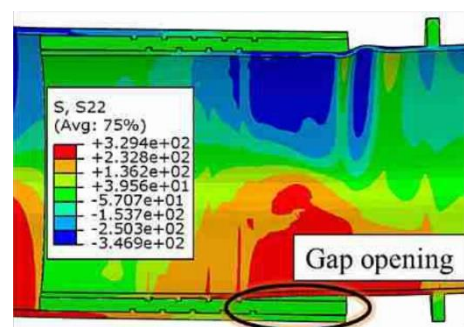 S, S22
(Avg: 75%)
+3.294e+02
+2.328e+02
+1.362e+02
+3.956e+01
-5.707e+01
-1.537e+02
-2.503e+02
-3.469e+02
Gap opening